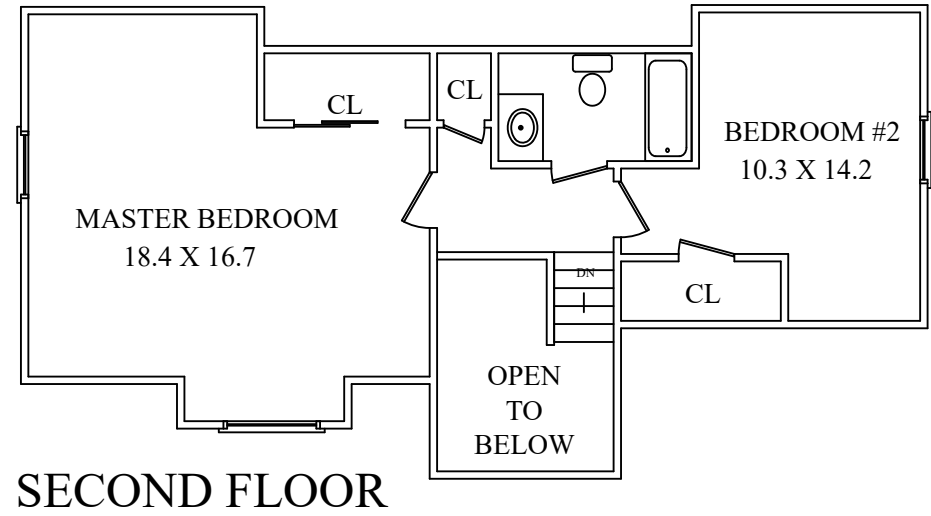 CL
CL
BEDROOM #2
10.3 X 14.2
MASTER BEDROOM
18.4 X 16.7
DN
CL
OPEN
TO
BELOW
SECOND FLOOR